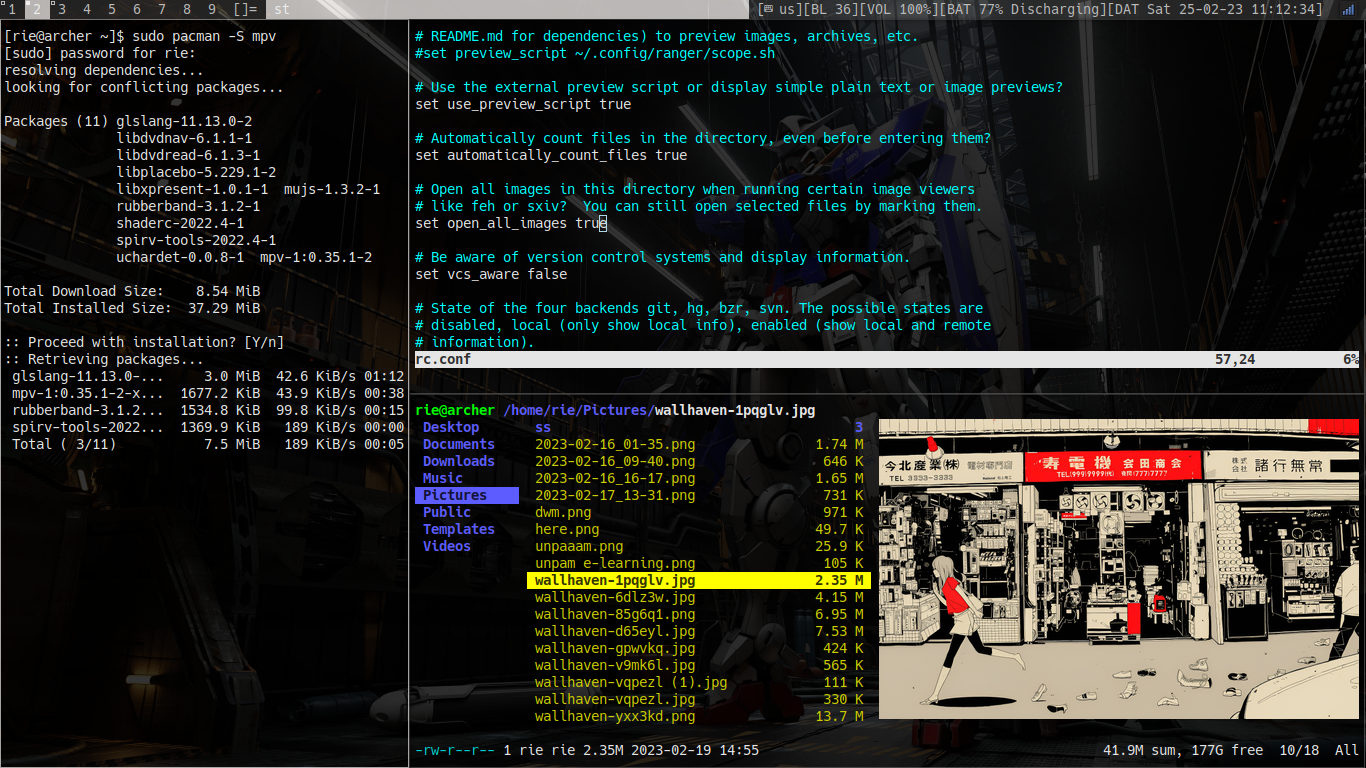 1 2 3 4 5 6 7 8 9 []= st
[⌨ us][BL 36][VOL 100%][BAT 77% Discharging][DAT Sat 25-02-23 11:12:34]
[rie@archer ~]$ sudo pacman -S mpv
[sudo] password for rie:
resolving dependencies...
looking for conflicting packages...
Packages (11) glslang-11.13.0-2
libdvdnav-6.1.1-1
libdvdread-6.1.3-1
libplacebo-5.229.1-2
libxpresent-1.0.1-1 mujs-1.3.2-1
rubberband-3.1.2-1
shaderc-2022.4-1
spirv-tools-2022.4-1
uchardet-0.0.8-1 mpv-1:0.35.1-2
Total Download Size: 8.54 MiB
Total Installed Size: 37.29 MiB
:: Proceed with installation? [Y/n]
:: Retrieving packages...
glslang-11.13.0-... 3.0 MiB 42.6 KiB/s 01:12
mpv-1:0.35.1-2-x... 1677.2 KiB 43.9 KiB/s 00:38
rubberband-3.1.2... 1534.8 KiB 99.8 KiB/s 00:15
spirv-tools-2022... 1369.9 KiB 189 KiB/s 00:00
Total ( 3/11) 7.5 MiB 189 KiB/s 00:05
# README.md for dependencies) to preview images, archives, etc.
#set preview_script ~/.config/ranger/scope.sh
# Use the external preview script or display simple plain text or image previews?
set use_preview_script true
# Automatically count files in the directory, even before entering them?
set automatically_count_files true
# Open all images in this directory when running certain image viewers
# like feh or sxiv? You can still open selected files by marking them.
set open_all_images true
# Be aware of version control systems and display information.
set vcs_aware false
# State of the four backends git, hg, bzr, svn. The possible states are
# disabled, local (only show local info), enabled (show local and remote
# information).
rc.conf 57,24 6%
rie@archer /home/rie/Pictures/wallhaven-1pqglv.jpg
Desktop ss 3
Documents 2023-02-16_01-35.png 1.74 M
Downloads 2023-02-16_09-40.png 646 K
Music 2023-02-16_16-17.png 1.65 M
Pictures 2023-02-17_13-31.png 731 K
Public dwm.png 971 K
Templates here.png 49.7 K
Videos unpaaam.png 25.9 K
unpam e-learning.png 105 K
wallhaven-1pqglv.jpg 2.35 M
wallhaven-6dlz3w.jpg 4.15 M
wallhaven-85g6q1.png 6.95 M
wallhaven-d65eyl.jpg 7.53 M
wallhaven-gpwvkq.jpg 424 K
wallhaven-v9mk6l.jpg 565 K
wallhaven-vqpezl (1).jpg 111 K
wallhaven-vqpezl.jpg 330 K
wallhaven-yxx3kd.png 13.7 M
今北産業(株) 電材専門店
TEL 3333-3333
寿電機 会田商会
TEL(999)9999(代) 夜間(777)7777
株式会社 諸行無常
-rw-r--r-- 1 rie rie 2.35M 2023-02-19 14:55
41.9M sum, 177G free 10/18 All